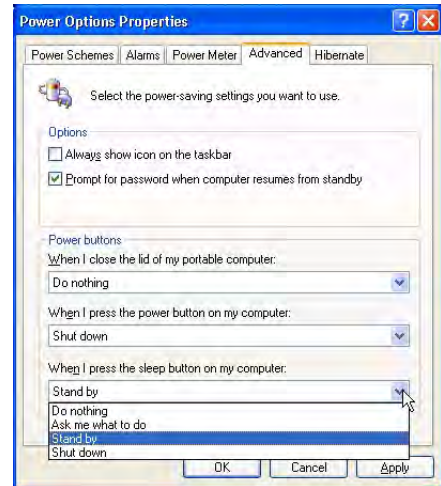 Power Options Properties
Power Schemes Alarms Power Meter Advanced Hibernate
Select the power-saving settings you want to use.
Options
Always show icon on the taskbar
Prompt for password when computer resumes from standby
Power buttons
When I close the lid of my portable computer:
Do nothing
When I press the power button on my computer:
Shut down
When I press the sleep button on my computer:
Stand by
Do nothing
Ask me what to do
Stand by
Shut down
OK Cancel Apply